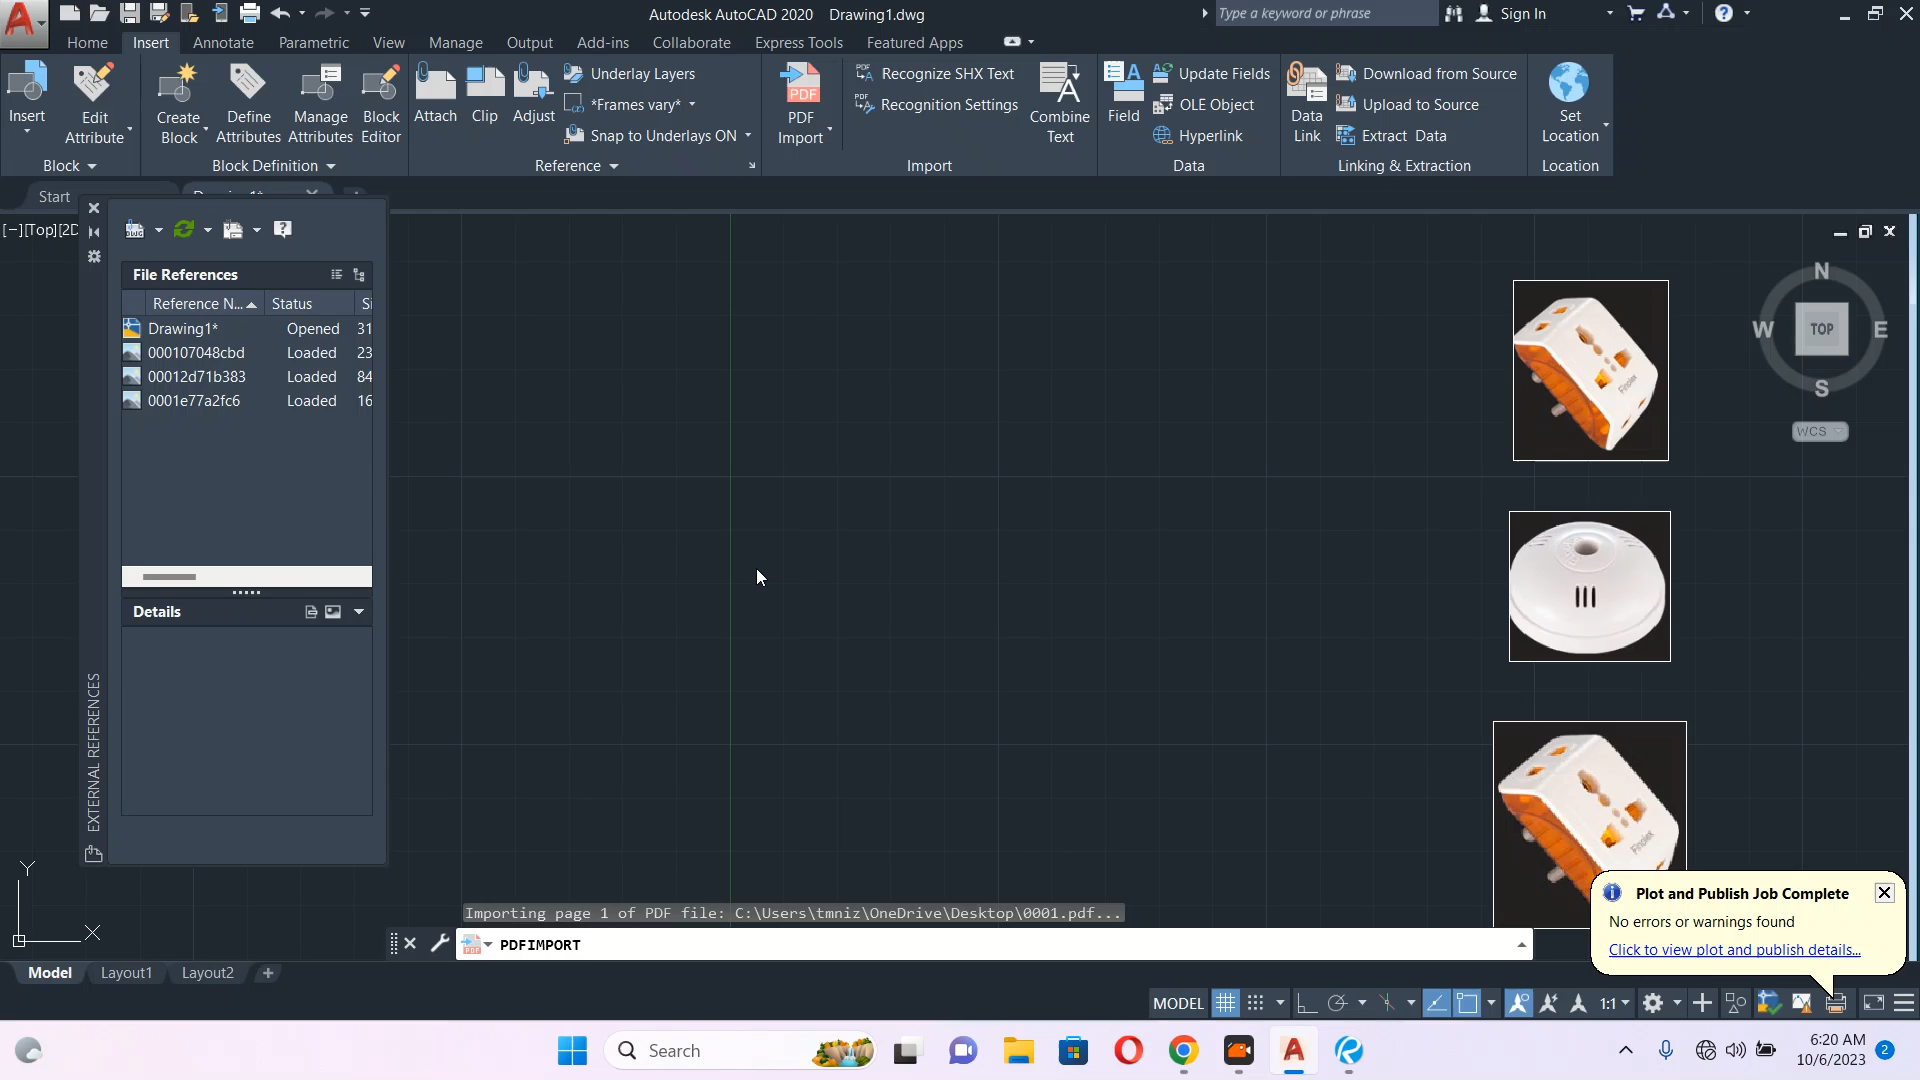 Autodesk AutoCAD 2020 Drawing1.dwg
Type a keyword or phrase
Sign In
Home Insert Annotate Parametric View Manage Output Add-ins Collaborate Express Tools Featured Apps
Insert
Edit Attribute
Block
Create Block
Define Attributes
Manage Attributes
Block Editor
Block Definition
Attach
Clip
Adjust
Underlay Layers
*Frames vary*
Snap to Underlays ON
Reference
PDF Import
Recognize SHX Text
Recognition Settings
Combine Text
Import
Field
Update Fields
OLE Object
Hyperlink
Data
Data Link
Download from Source
Upload to Source
Extract Data
Linking & Extraction
Set Location
Location
Start
[−][Top][2D
File References
Reference N... Status Si
Drawing1* Opened 31
000107048cbd Loaded 23
00012d71b383 Loaded 84
0001e77a2fc6 Loaded 16
Details
EXTERNAL REFERENCES
N
W TOP E
S
WCS
Finolex
Finolex
Y
X
Importing page 1 of PDF file: C:\Users\tmniz\OneDrive\Desktop\0001.pdf...
PDFIMPORT
Plot and Publish Job Complete
No errors or warnings found
Click to view plot and publish details...
Model Layout1 Layout2
MODEL
1:1
Search
6:20 AM
10/6/2023
2